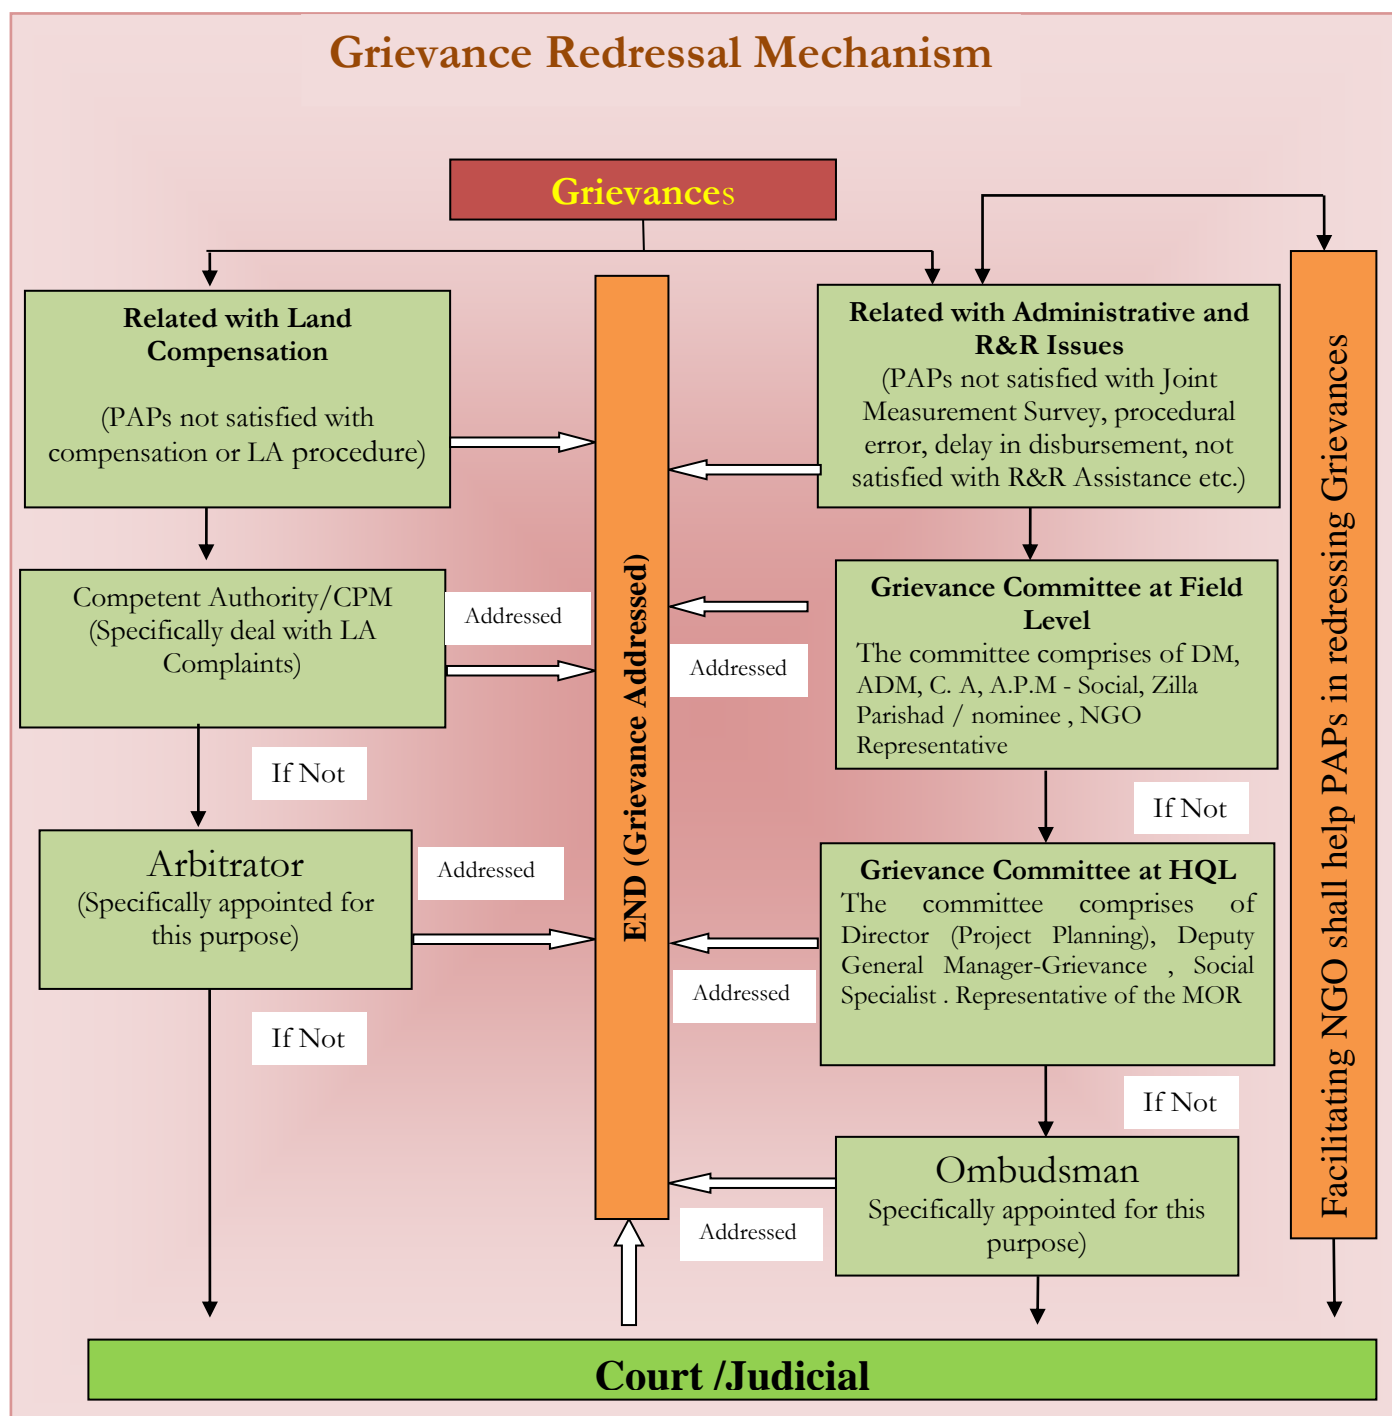 Grievance Redressal Mechanism
Grievances
Related with Land
Compensation
(PAPs not satisfied with
compensation or LA procedure)
Competent Authority/CPM
(Specifically deal with LA
Complaints)
Addressed
If Not
Arbitrator
(Specifically appointed for
this purpose)
Addressed
If Not
END (Grievance Addressed)
Related with Administrative and
R&R Issues
(PAPs not satisfied with Joint
Measurement Survey, procedural
error, delay in disbursement, not
satisfied with R&R Assistance etc.)
Grievance Committee at Field
Level
The committee comprises of DM,
ADM, C. A, A.P.M - Social, Zilla
Parishad / nominee , NGO
Representative
Addressed
If Not
Grievance Committee at HQL
The committee comprises of
Director (Project Planning), Deputy
General Manager-Grievance , Social
Specialist . Representative of the MOR
Addressed
If Not
Ombudsman
Specifically appointed for this
purpose)
Addressed
Facilitating NGO shall help PAPs in redressing Grievances
Court /Judicial